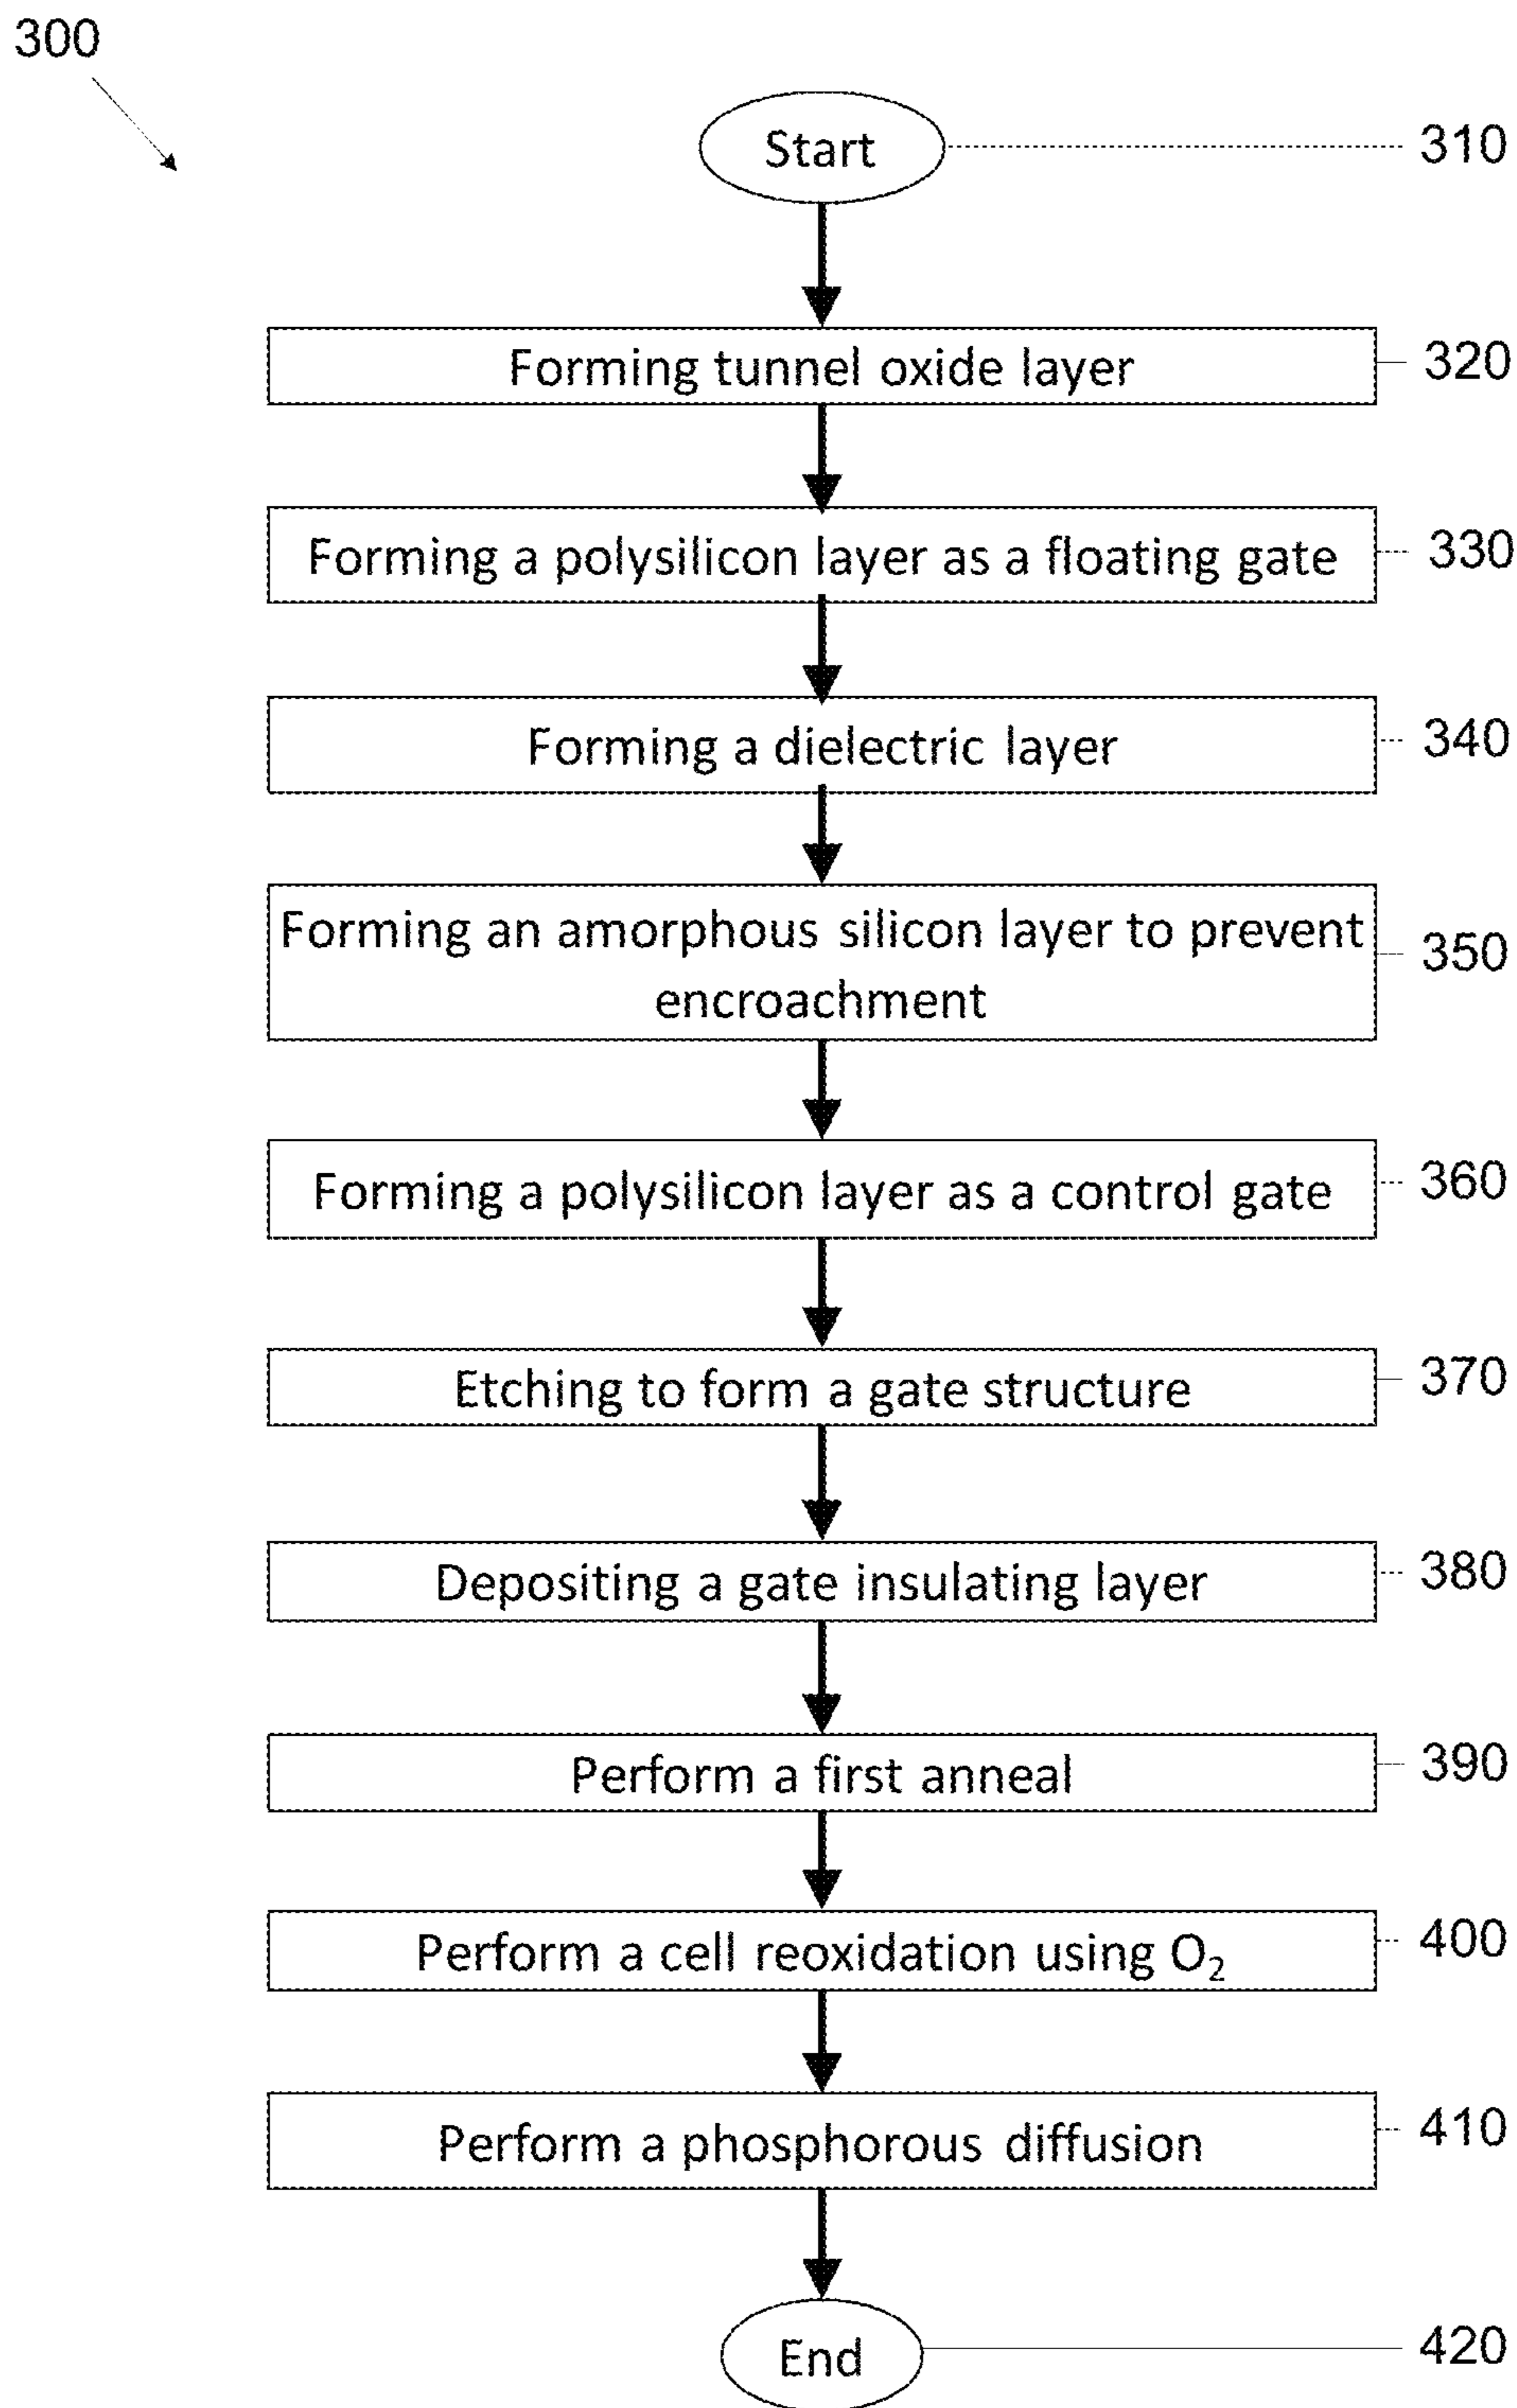 300
Start
310
Forming tunnel oxide layer
320
Forming a polysilicon layer as a floating gate
330
Forming a dielectric layer
340
Forming an amorphous silicon layer to prevent
encroachment
350
Forming a polysilicon layer as a control gate
360
Etching to form a gate structure
370
Depositing a gate insulating layer
380
Perform a first anneal
390
Perform a cell reoxidation using O₂
400
Perform a phosphorous diffusion
410
End
420